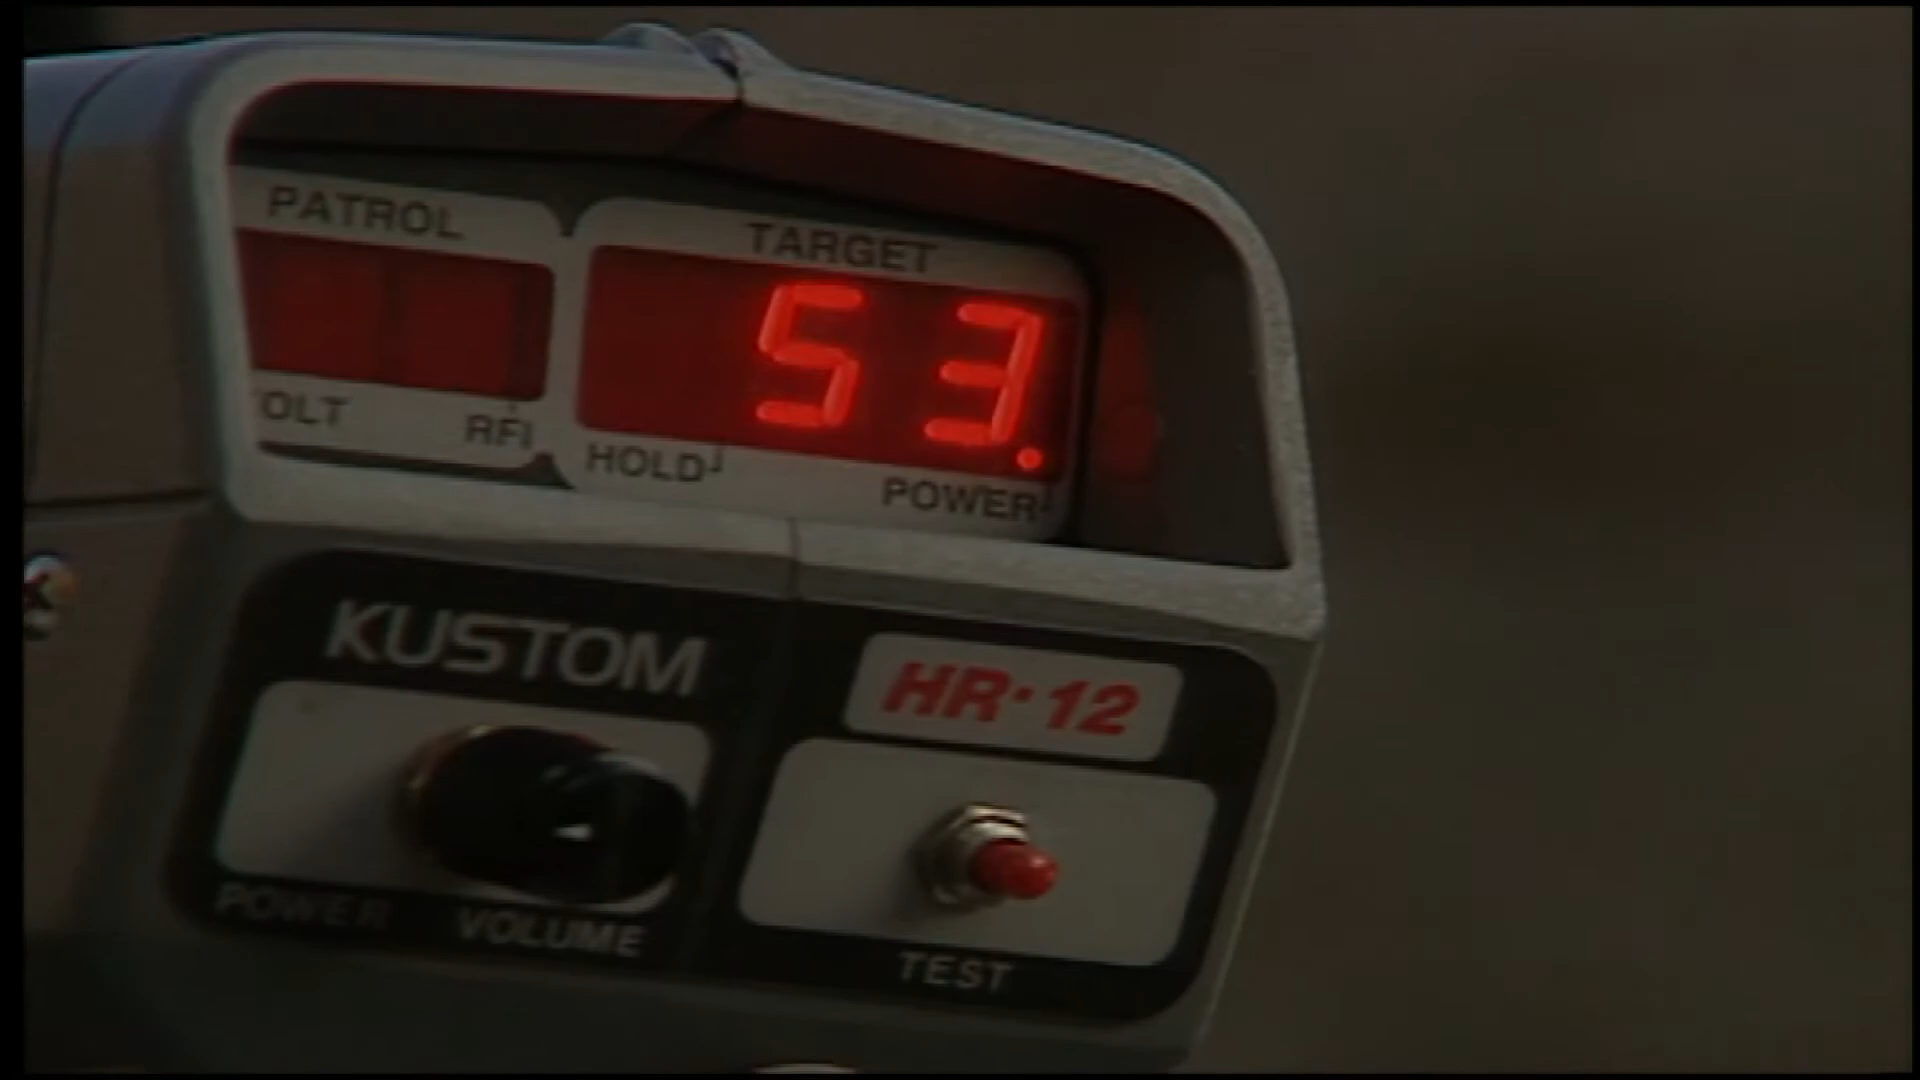 PATROL
TARGET
53.
OLT
RFI
HOLD
POWER
KUSTOM
HR·12
POWER
VOLUME
TEST